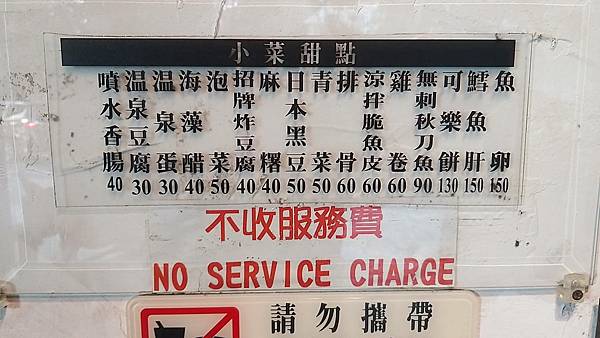 小菜甜點
魚卵 150
鱈魚肝 150
可樂餅 130
無刺秋刀魚 90
雞卷 60
涼拌脆魚皮 60
排骨 60
青菜 50
日本黑豆 50
麻糬 40
招牌炸豆腐 40
泡菜 50
海藻醋 50
温泉蛋 30
温泉豆腐 30
噴水香腸 40
不收服務費
NO SERVICE CHARGE
請勿攜帶